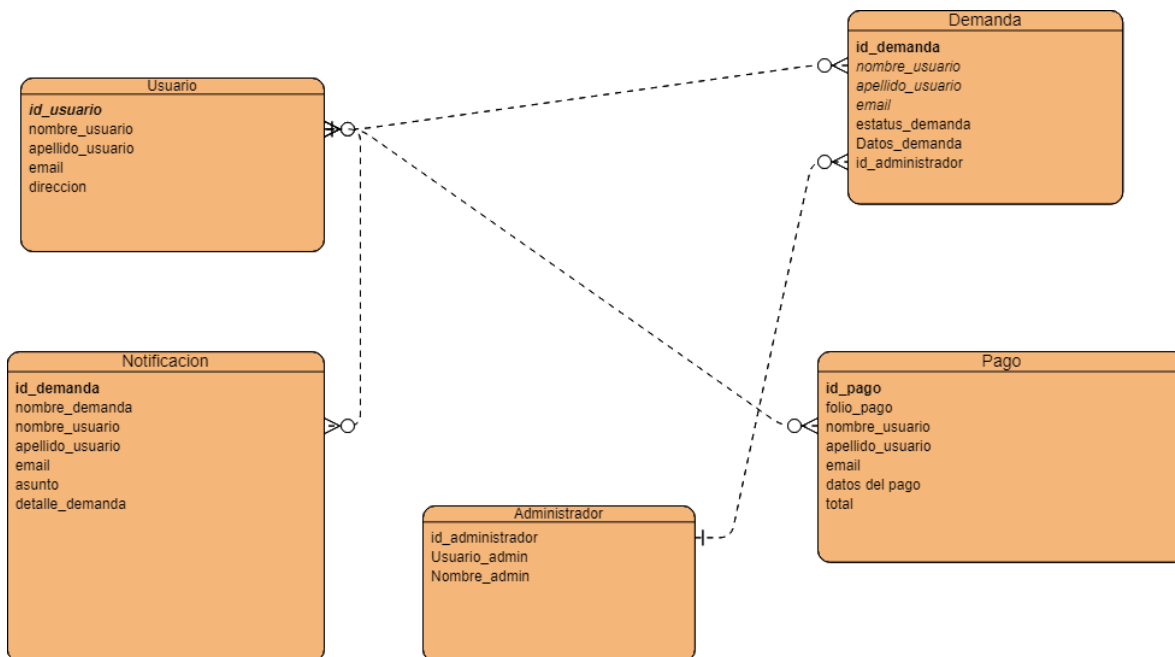 Usuario
id_usuario
nombre_usuario
apellido_usuario
email
direccion
Demanda
id_demanda
nombre_usuario
apellido_usuario
email
estatus_demanda
Datos_demanda
id_administrador
Notificacion
id_demanda
nombre_demanda
nombre_usuario
apellido_usuario
email
asunto
detalle_demanda
Administrador
id_administrador
Usuario_admin
Nombre_admin
Pago
id_pago
folio_pago
nombre_usuario
apellido_usuario
email
datos del pago
total